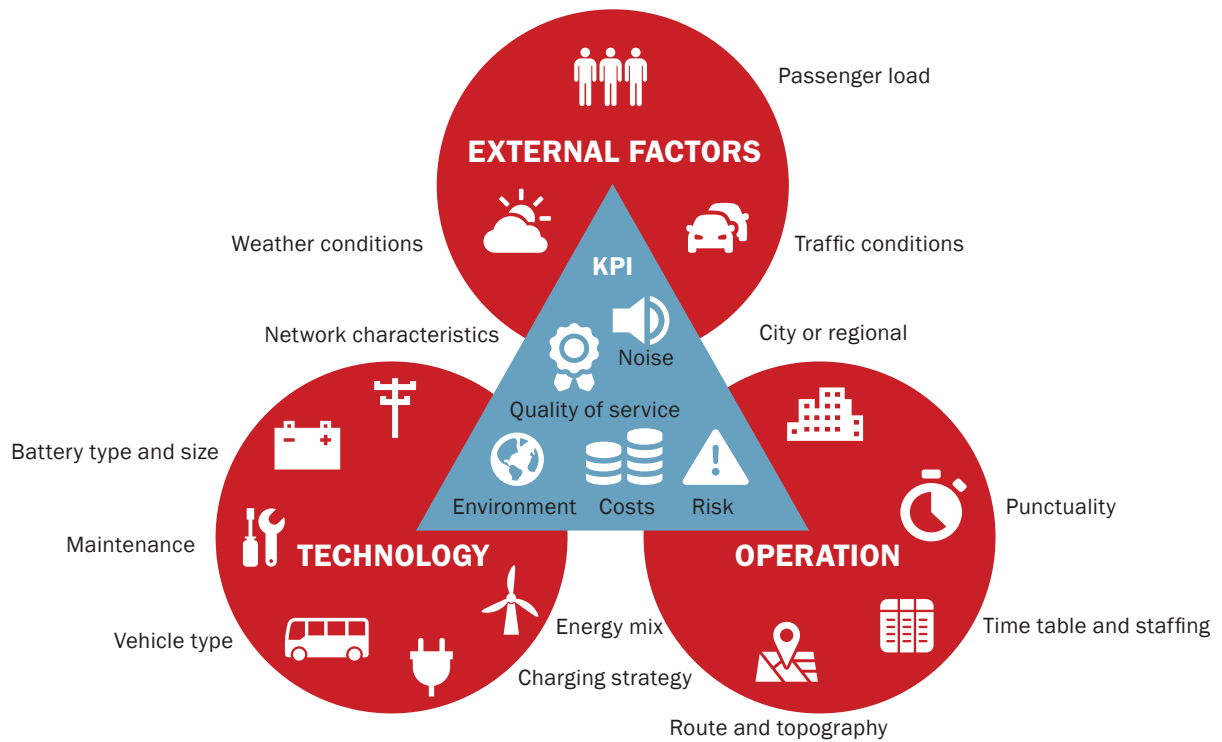 Passenger load
EXTERNAL FACTORS
Weather conditions
Traffic conditions
KPI
Noise
Network characteristics
City or regional
Quality of service
Battery type and size
Environment
Costs
Risk
Punctuality
Maintenance
TECHNOLOGY
OPERATION
Vehicle type
Energy mix
Time table and staffing
Charging strategy
Route and topography